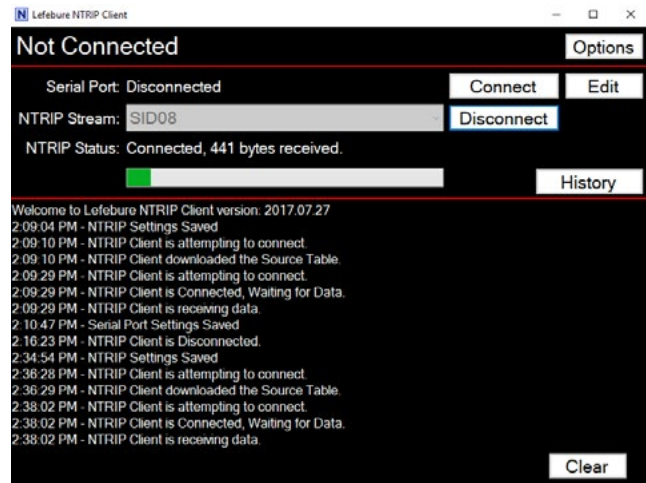 N Lefebure NTRIP Client
Not Connected
Options
Serial Port: Disconnected
Connect
Edit
NTRIP Stream: SID08
Disconnect
NTRIP Status: Connected, 441 bytes received.
History
Welcome to Lefebure NTRIP Client version: 2017.07.27
2:09:04 PM - NTRIP Settings Saved
2:09:10 PM - NTRIP Client is attempting to connect.
2:09:10 PM - NTRIP Client downloaded the Source Table.
2:09:29 PM - NTRIP Client is attempting to connect.
2:09:29 PM - NTRIP Client is Connected, Waiting for Data.
2:09:29 PM - NTRIP Client is receiving data.
2:10:47 PM - Serial Port Settings Saved
2:16:23 PM - NTRIP Client is Disconnected.
2:34:54 PM - NTRIP Settings Saved
2:36:28 PM - NTRIP Client is attempting to connect.
2:36:29 PM - NTRIP Client downloaded the Source Table.
2:38:02 PM - NTRIP Client is attempting to connect.
2:38:02 PM - NTRIP Client is Connected, Waiting for Data.
2:38:02 PM - NTRIP Client is receiving data.
Clear